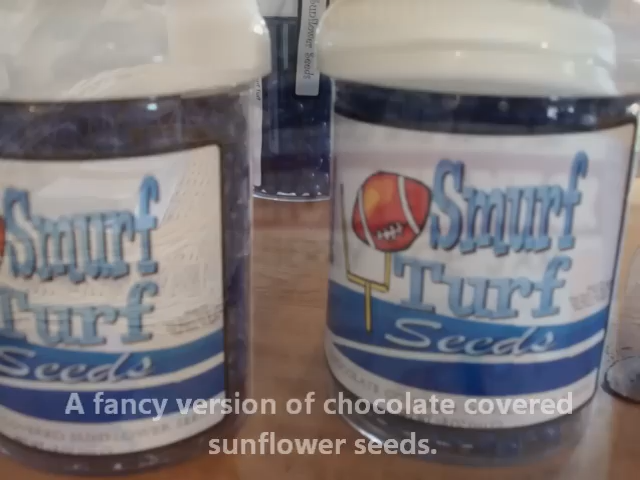 Sunflower Seeds
Smurf
Turf
Seeds
Smurf
Turf
Seeds
A fancy version of chocolate covered
sunflower seeds.